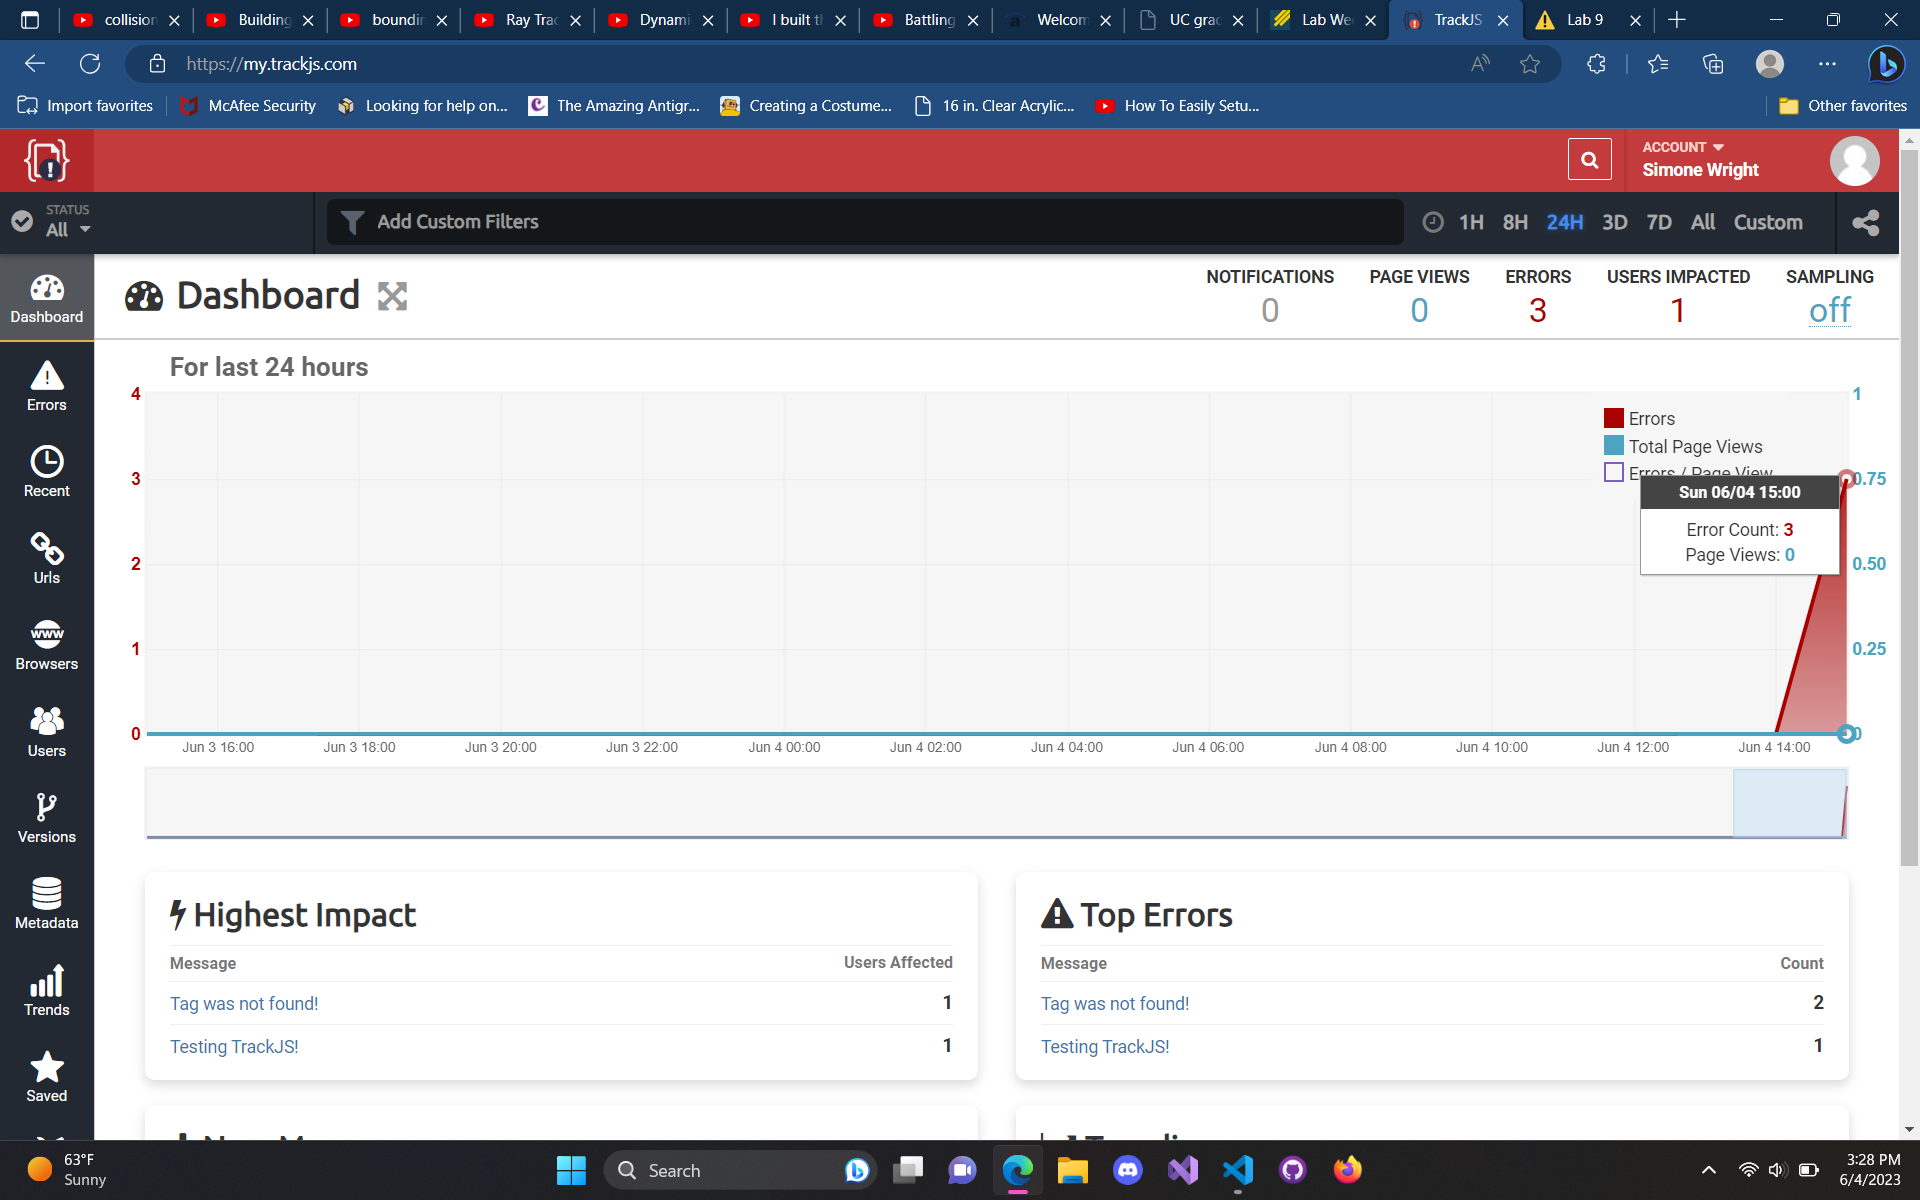 collision
Building
boundin
Ray Trac
Dynami
I built t
Battling
Welcom
UC grad
Lab We
TrackJS
Lab 9
https://my.trackjs.com
Import favorites
McAfee Security
Looking for help on...
The Amazing Antigr...
Creating a Costume...
16 in. Clear Acrylic...
How To Easily Setu...
Other favorites
ACCOUNT
Simone Wright
STATUS
All
Add Custom Filters
1H 8H 24H 3D 7D All Custom
Dashboard
Errors
Recent
Urls
www
Browsers
Users
Versions
Metadata
Trends
Saved
Dashboard
NOTIFICATIONS
0
PAGE VIEWS
0
ERRORS
3
USERS IMPACTED
1
SAMPLING
off
For last 24 hours
4
3
2
1
0
1
0.75
0.50
0.25
0
Errors
Total Page Views
Errors / Page View
Sun 06/04 15:00
Error Count: 3
Page Views: 0
Jun 3 16:00 Jun 3 18:00 Jun 3 20:00 Jun 3 22:00 Jun 4 00:00 Jun 4 02:00 Jun 4 04:00 Jun 4 06:00 Jun 4 08:00 Jun 4 10:00 Jun 4 12:00 Jun 4 14:00
Highest Impact
Message Users Affected
Tag was not found! 1
Testing TrackJS! 1
Top Errors
Message Count
Tag was not found! 2
Testing TrackJS! 1
63°F
Sunny
Search
3:28 PM
6/4/2023